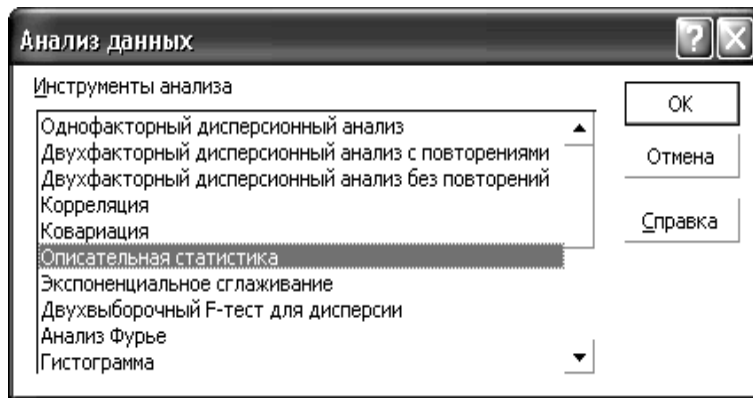 Анализ данных
Инструменты анализа
Однофакторный дисперсионный анализ
Двухфакторный дисперсионный анализ с повторениями
Двухфакторный дисперсионный анализ без повторений
Корреляция
Ковариация
Описательная статистика
Экспоненциальное сглаживание
Двухвыборочный F-тест для дисперсии
Анализ Фурье
Гистограмма
ОК
Отмена
Справка